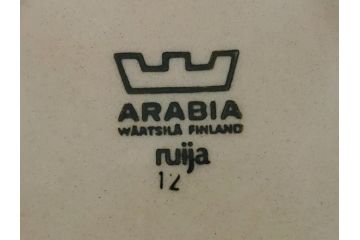 ARABIA
WÄRTSILÄ FINLAND
ruija
12